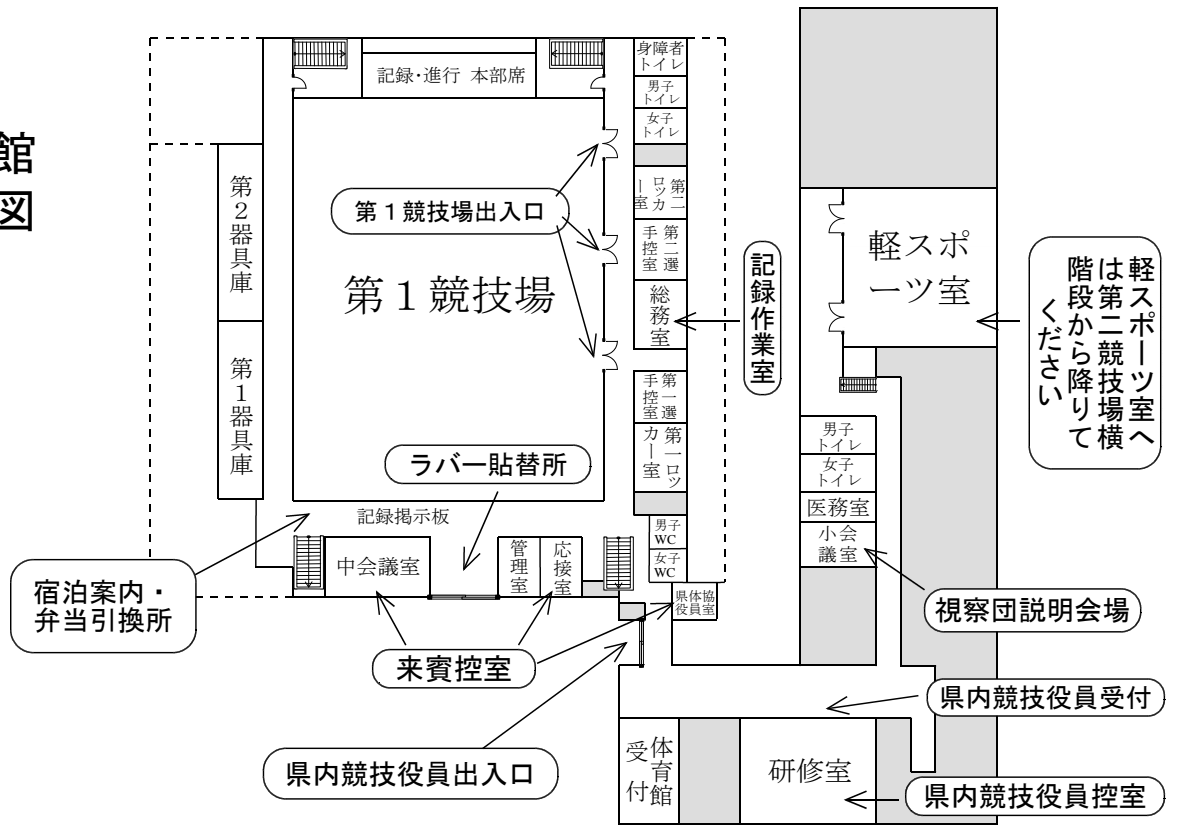 館
図
身障者
トイレ
記録・進行 本部席
男子
トイレ
女子
トイレ
第2器具庫
第二
ロッカ
ー室
第1競技場出入口
第二選
手控室
軽スポ
ーツ室
記録作業室
軽スポーツ室へ
は第二競技場横
階段から降りて
ください
第1競技場
総務室
第1器具庫
第一選
手控室
第一ロッ
カー室
男子
トイレ
ラバー貼替所
女子
トイレ
医務室
記録掲示板
男子
WC
小会
議室
中会議室
管理室
応接室
女子
WC
宿泊案内・
弁当引換所
県体協
役員室
視察団説明会場
来賓控室
県内競技役員受付
県内競技役員出入口
体育館
受付
研修室
県内競技役員控室